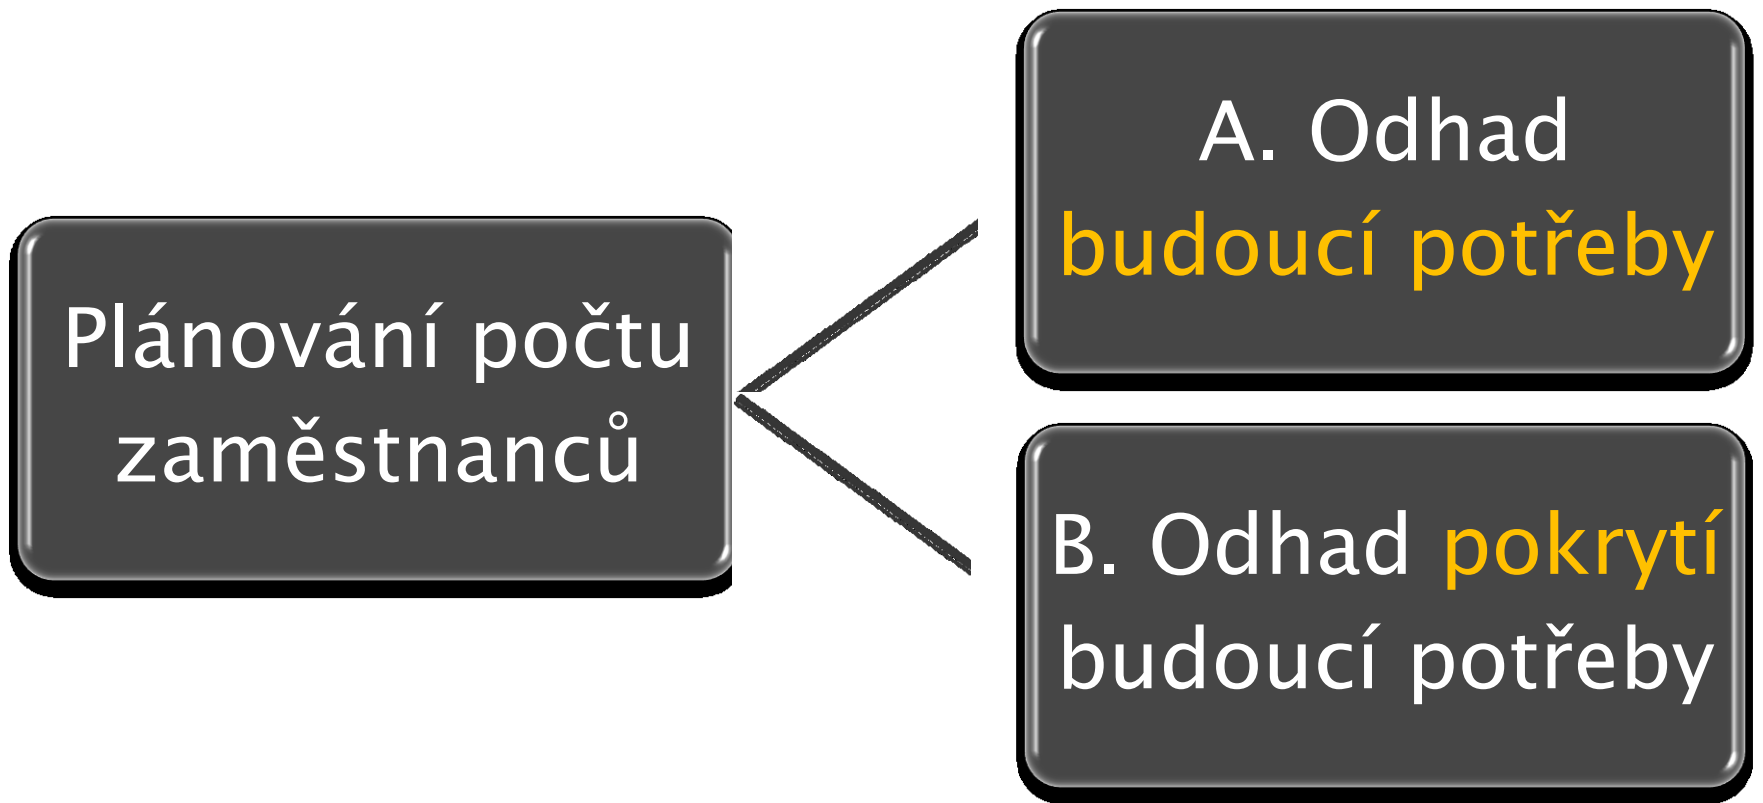 Plánování počtu
zaměstnanců
A. Odhad
budoucí potřeby
B. Odhad pokrytí
budoucí potřeby